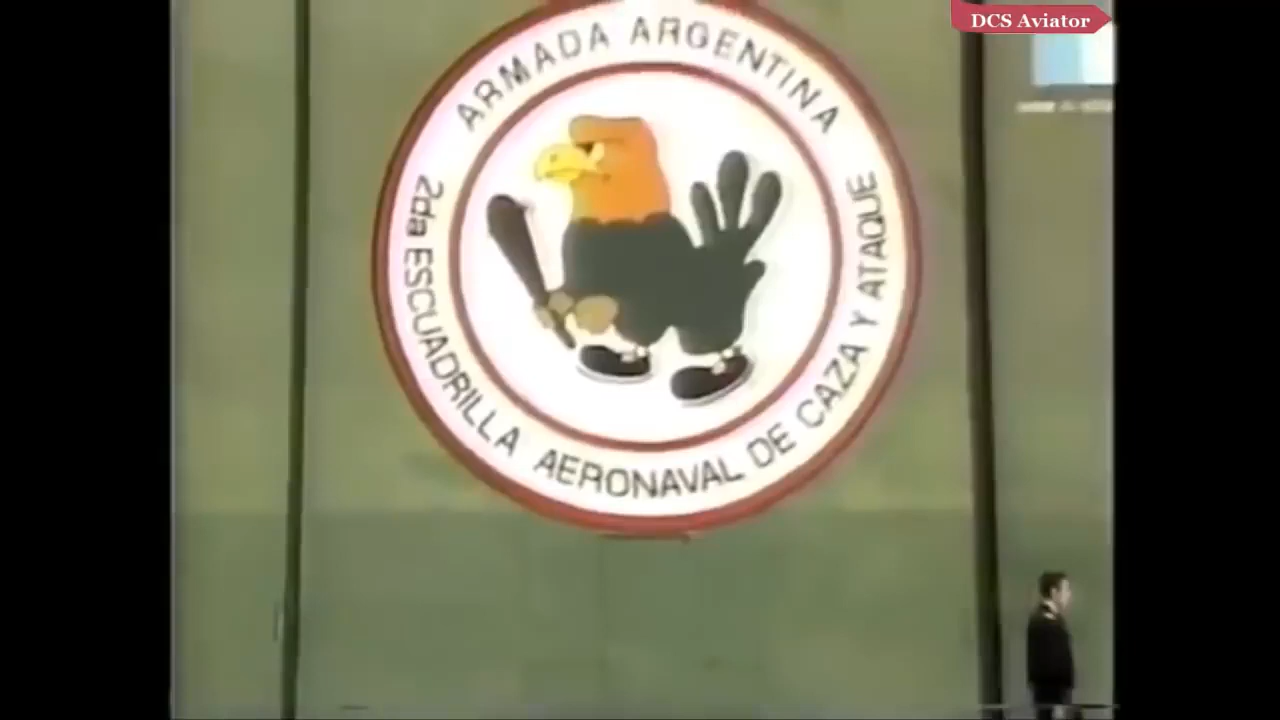 DCS Aviator
ARMADA ARGENTINA
2da ESCUADRILLA AERONAVAL DE CAZA Y ATAQUE